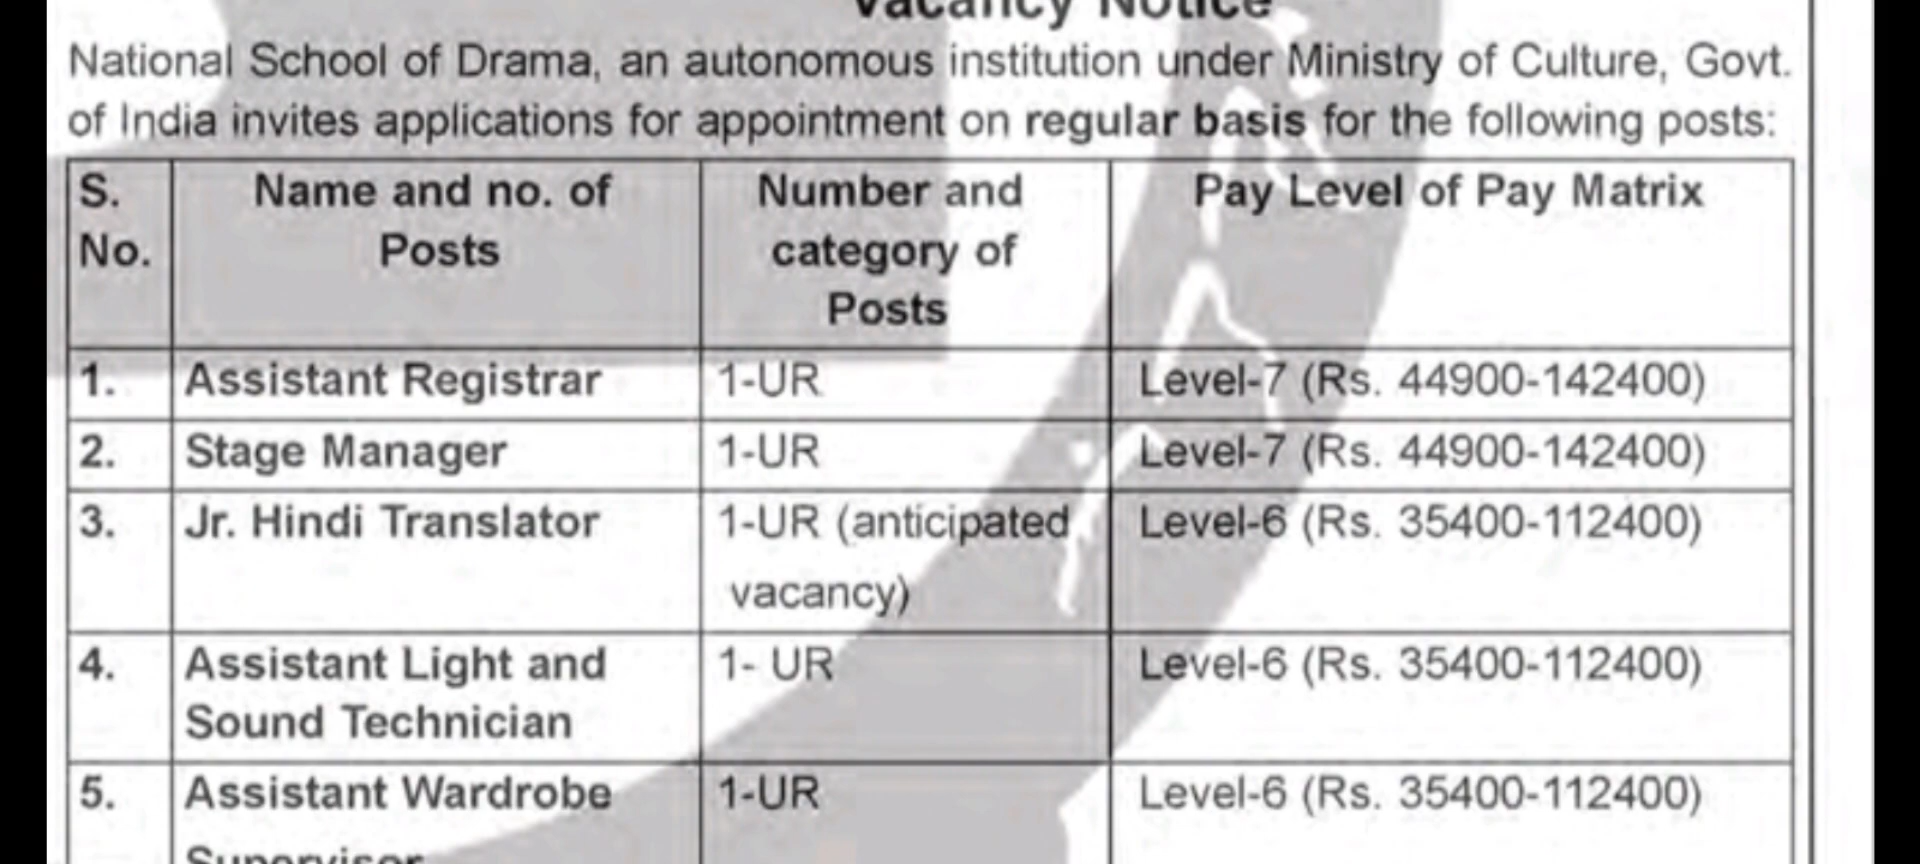 Vacancy Notice
National School of Drama, an autonomous institution under Ministry of Culture, Govt.
of India invites applications for appointment on regular basis for the following posts:
S. No.
Name and no. of Posts
Number and category of Posts
Pay Level of Pay Matrix
1. Assistant Registrar 1-UR Level-7 (Rs. 44900-142400)
2. Stage Manager 1-UR Level-7 (Rs. 44900-142400)
3. Jr. Hindi Translator 1-UR (anticipated Level-6 (Rs. 35400-112400)
vacancy)
4. Assistant Light and 1- UR Level-6 (Rs. 35400-112400)
Sound Technician
5. Assistant Wardrobe 1-UR Level-6 (Rs. 35400-112400)
Supervisor